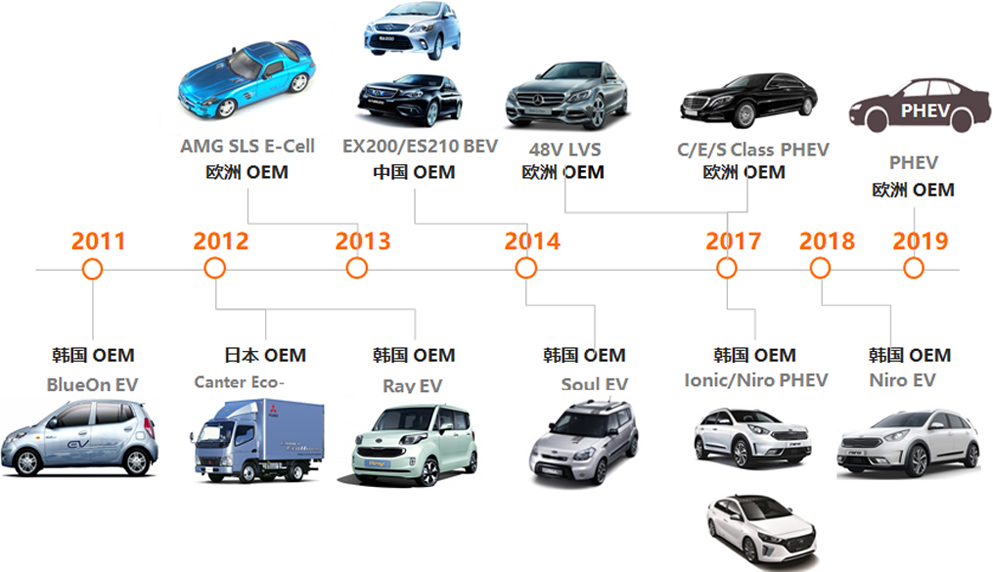 AMG SLS E-Cell
欧洲 OEM
EX200/ES210 BEV
中国 OEM
48V LVS
欧洲 OEM
C/E/S Class PHEV
欧洲 OEM
PHEV
PHEV
欧洲 OEM
2011
2012
2013
2014
2017
2018
2019
韩国 OEM
BlueOn EV
日本 OEM
Canter Eco-
韩国 OEM
Ray EV
韩国 OEM
Soul EV
韩国 OEM
Ionic/Niro PHEV
韩国 OEM
Niro EV
EV